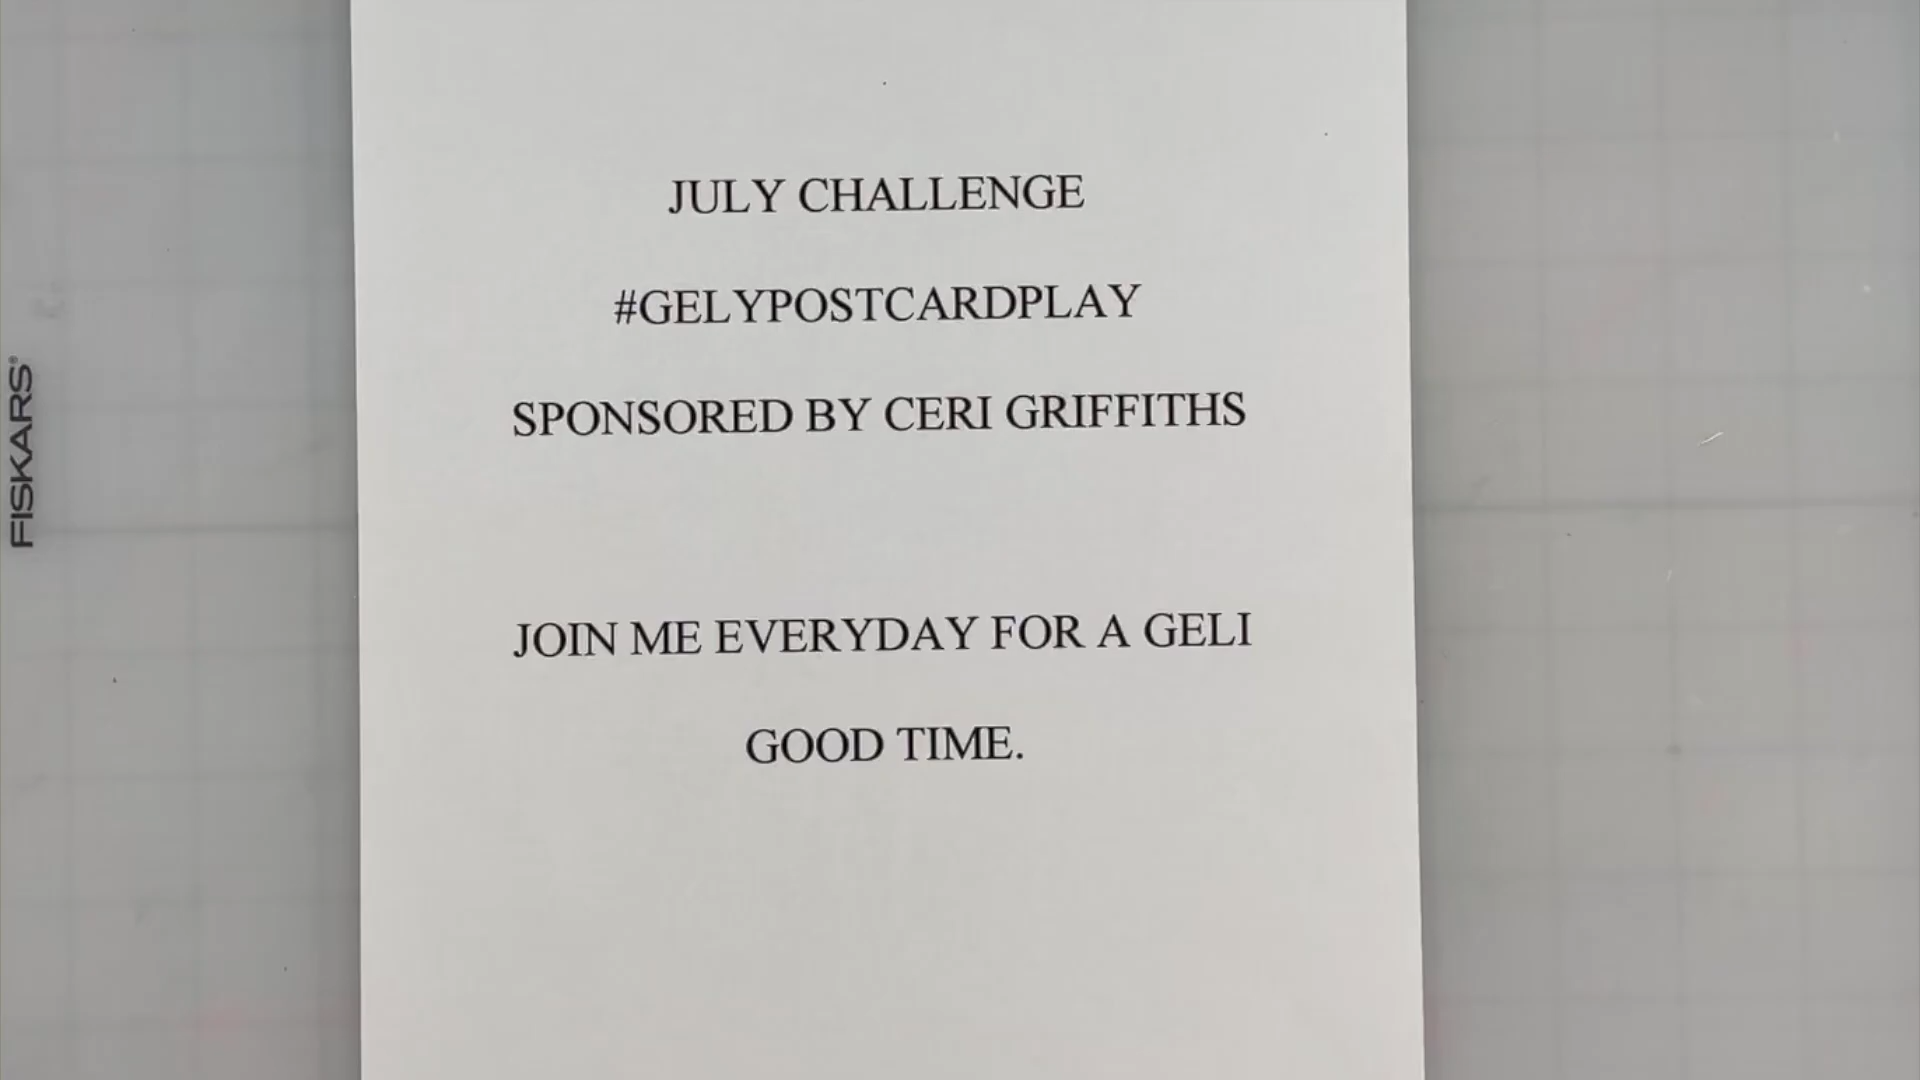 JULY CHALLENGE
#GELYPOSTCARDPLAY
SPONSORED BY CERI GRIFFITHS
FISKARS®
JOIN ME EVERYDAY FOR A GELI
GOOD TIME.